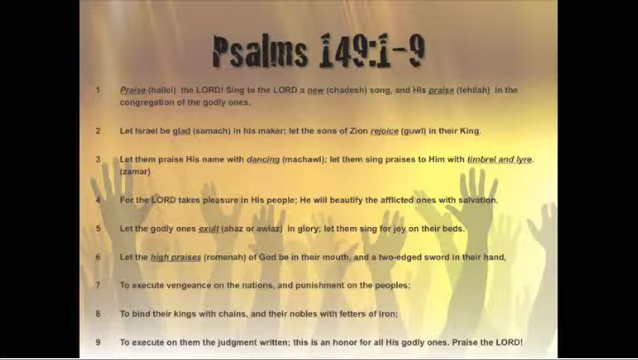 Psalms 149:1-9
1 Praise (hallel) the LORD! Sing to the LORD a new (chadesh) song, and His praise (tehilah) in the
congregation of the godly ones.
2 Let Israel be glad (samach) in his maker; let the sons of Zion rejoice (guwl) in their King.
3 Let them praise His name with dancing (machawl); let them sing praises to Him with timbrel and lyre.
(zamar)
4 For the LORD takes pleasure in His people; He will beautify the afflicted ones with salvation.
5 Let the godly ones exult (ahaz or awlaz) in glory; let them sing for joy on their beds.
6 Let the high praises (romenah) of God be in their mouth, and a two-edged sword in their hand,
7 To execute vengeance on the nations, and punishment on the peoples;
8 To bind their kings with chains, and their nobles with fetters of iron;
9 To execute on them the judgment written; this is an honor for all His godly ones. Praise the LORD!